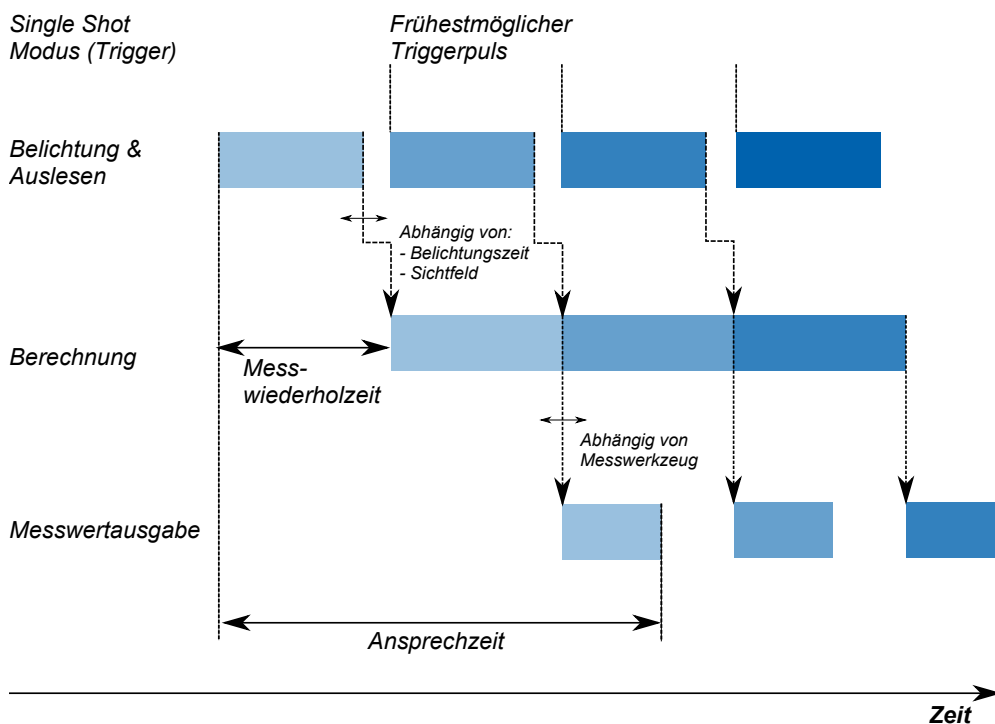 Single Shot
Modus (Trigger)
Frühestmöglicher
Triggerpuls
Belichtung &
Auslesen
Abhängig von:
- Belichtungszeit
- Sichtfeld
Berechnung
Mess-
wiederholzeit
Abhängig von
Messwerkzeug
Messwertausgabe
Ansprechzeit
Zeit